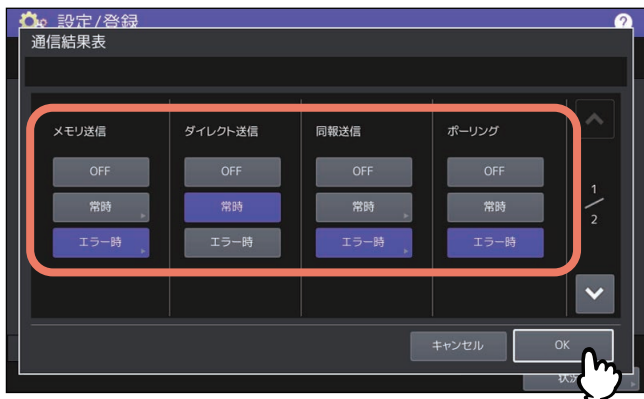 設定/登録
?
通信結果表
メモリ送信 ダイレクト送信 同報送信 ポーリング
OFF OFF OFF OFF
常時 常時 常時 常時
エラー時 エラー時 エラー時 エラー時
1/2
キャンセル OK
状況